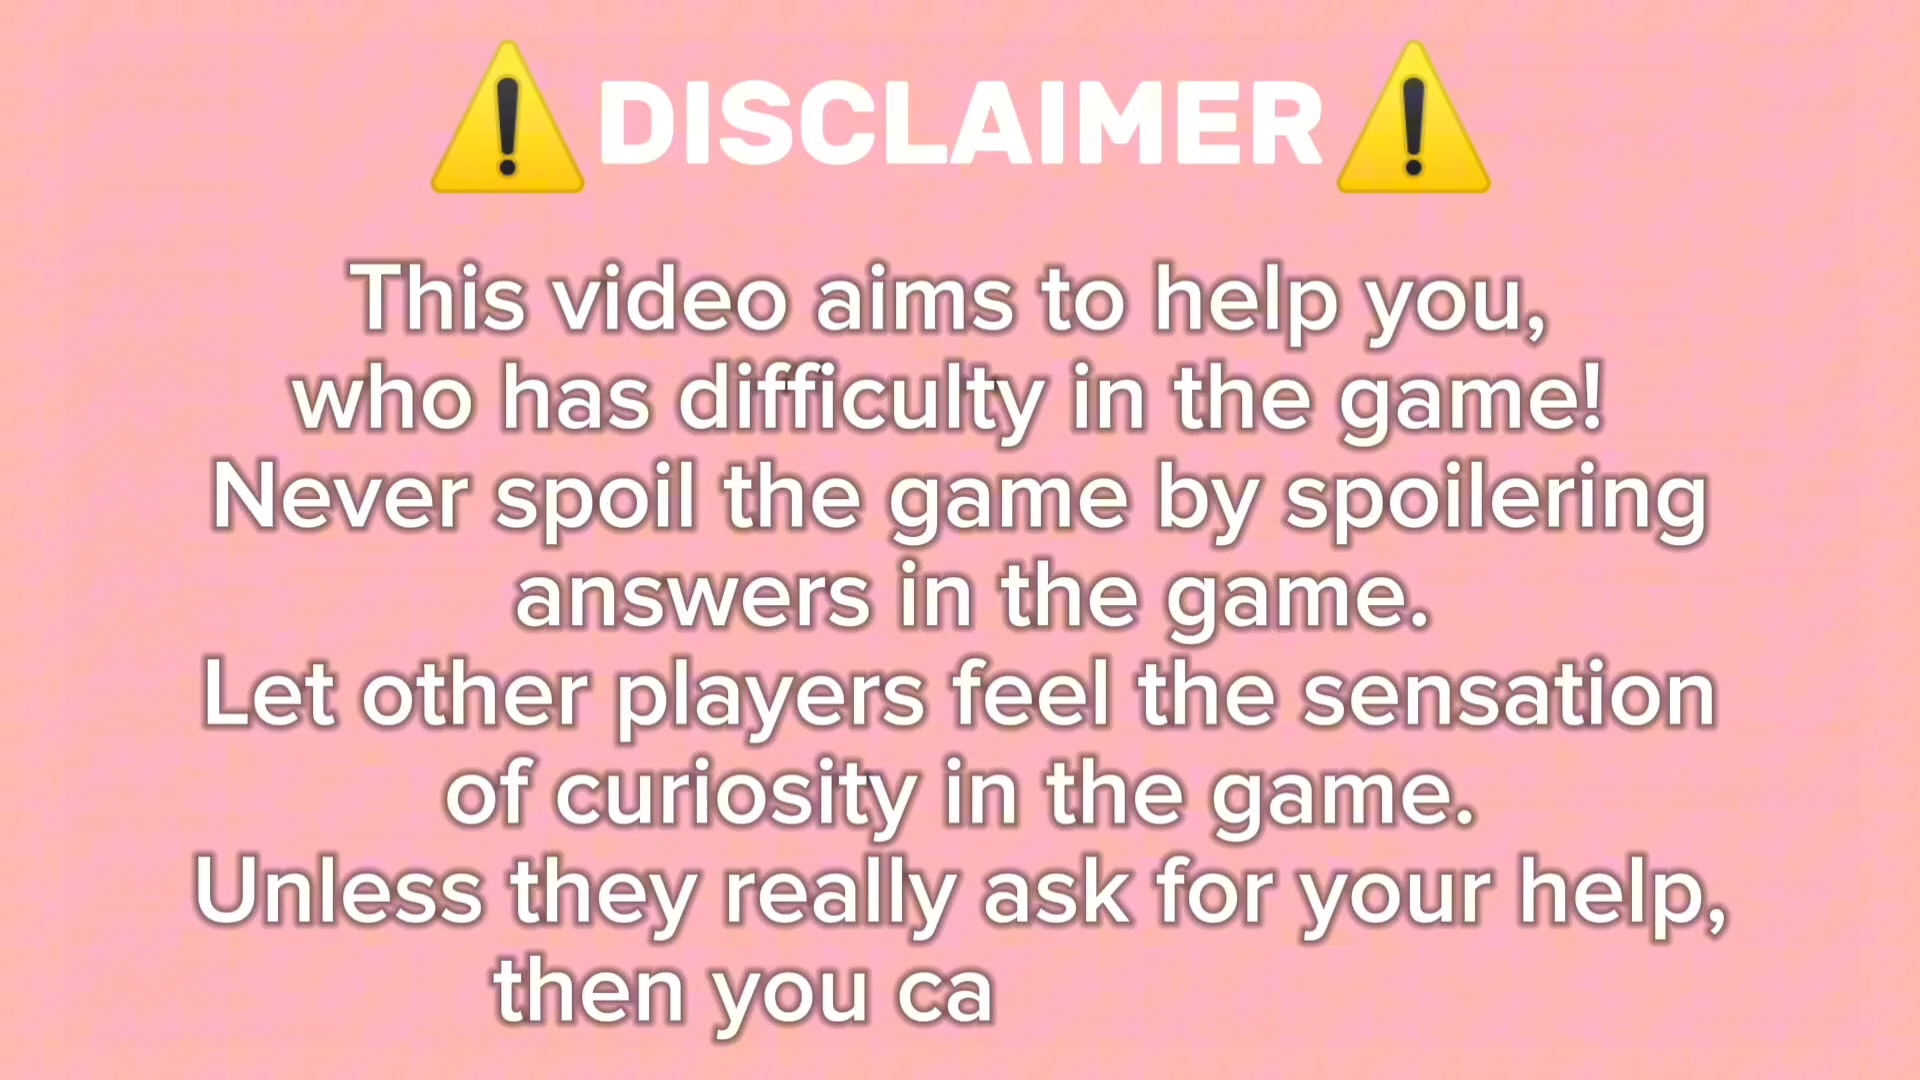 ⚠️DISCLAIMER⚠️
This video aims to help you,
who has difficulty in the game!
Never spoil the game by spoilering
answers in the game.
Let other players feel the sensation
of curiosity in the game.
Unless they really ask for your help,
then you ca